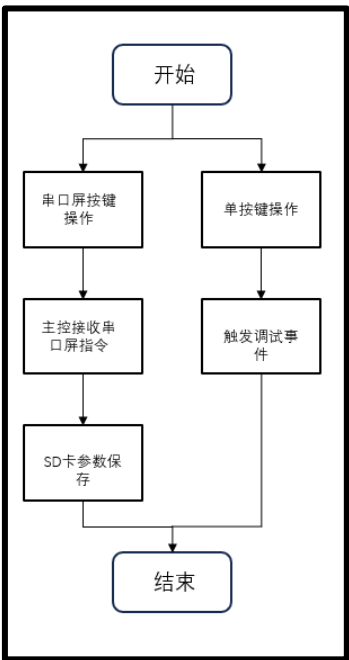 开始
串口屏按键
操作
单按键操作
主控接收串
口屏指令
触发调试事
件
SD卡参数保
存
结束